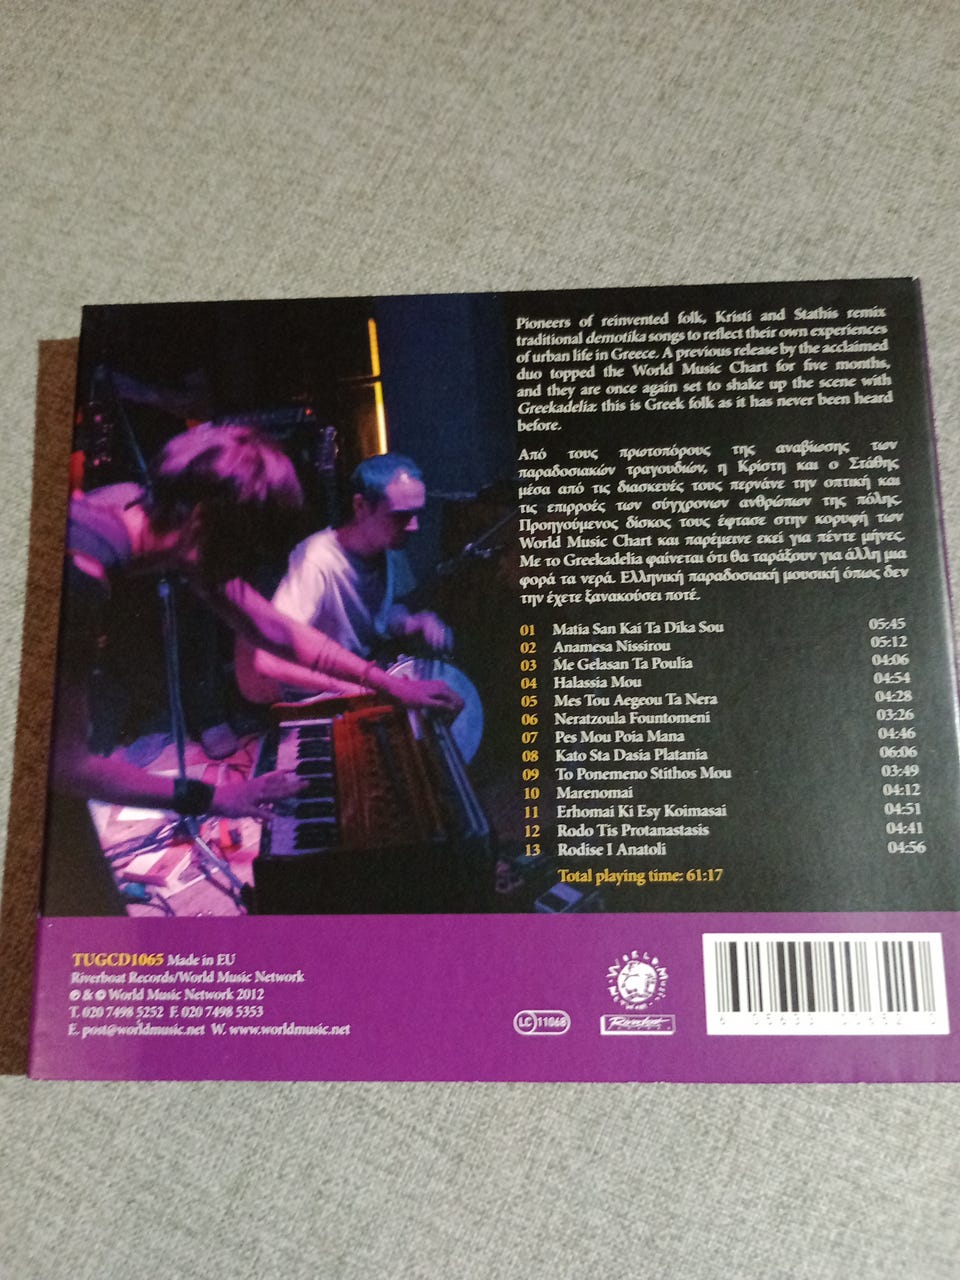 Pioneers of reinvented folk, Kristi and Stathis remix
traditional demotika songs to reflect their own experiences
of urban life in Greece. A previous release by the acclaimed
duo topped the World Music Chart for five months,
and they are once again set to shake up the scene with
Greekadelia: this is Greek folk as it has never been heard
before.
Από τους πρωτοπόρους της αναβίωσης των
παραδοσιακών τραγουδιών, η Κρίστη και ο Στάθης
μέσα από τις διασκευές τους περνάνε την οπτική και
τις επιρροές των σύγχρονων ανθρώπων της πόλης.
Προηγούμενος δίσκος τους έφτασε στην κορυφή των
World Music Chart και παρέμεινε εκεί για πέντε μήνες.
Με το Greekadelia φαίνεται ότι θα ταράξουν για άλλη μια
φορά τα νερά. Ελληνική παραδοσιακή μουσική όπως δεν
την έχετε ξανακούσει ποτέ.
01 Matia San Kai Ta Dika Sou 05:45
02 Anamesa Nissirou 05:12
03 Me Gelasan Ta Poulia 04:06
04 Halassia Mou 04:54
05 Mes Tou Aegeou Ta Nera 04:28
06 Neratzoula Fountomeni 03:26
07 Pes Mou Poia Mana 04:46
08 Kato Sta Dasia Platania 06:06
09 To Ponemeno Stithos Mou 03:49
10 Marenomai 04:12
11 Erhomai Ki Esy Koimasai 04:51
12 Rodo Tis Protanastasis 04:41
13 Rodise I Anatoli 04:56
Total playing time: 61:17
TUGCD1065 Made in EU
Riverboat Records/World Music Network
℗ & © World Music Network 2012
T. 020 7498 5252 F. 020 7498 5353
E. post@worldmusic.net W. www.worldmusic.net
LC 11068
World Music Network
Riverboat